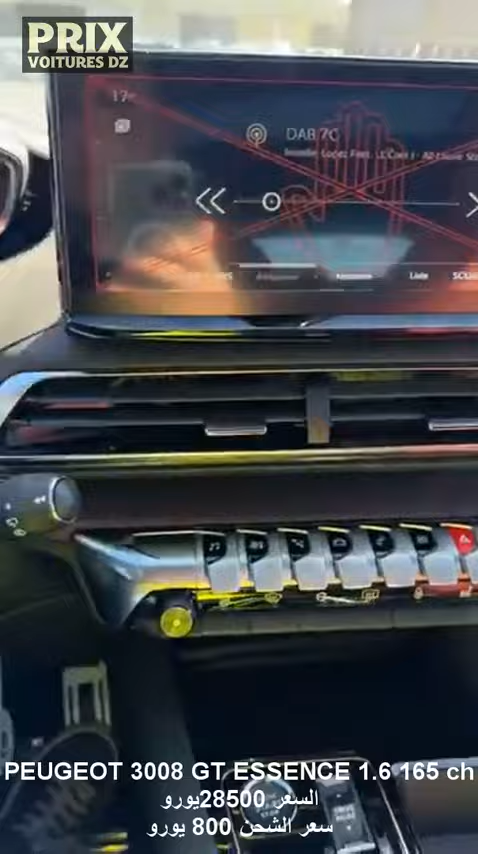 PRIX
VOITURES DZ
17°
DAB 7C
Liste
PEUGEOT 3008 GT ESSENCE 1.6 165 ch
السعر 28500يورو
سعر الشحن 800 يورو